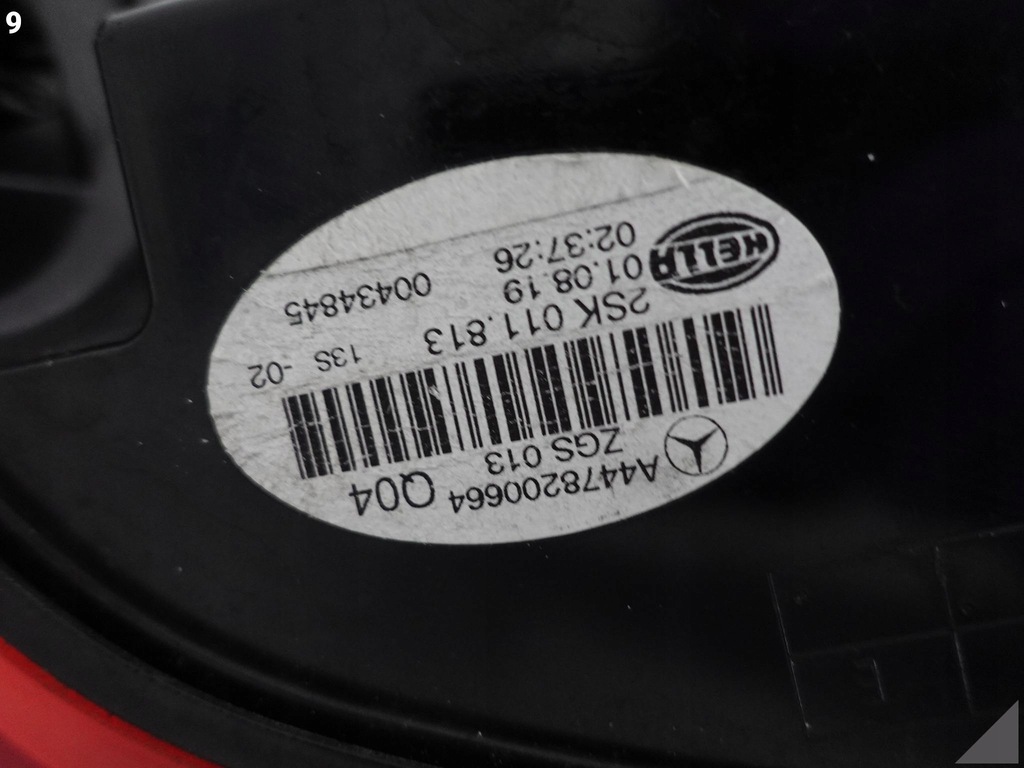 9
A4478200664 Q04
ZGS 013
2SK 011.813 13S -02
01.08.19 00434845
02:37:26
HELLA